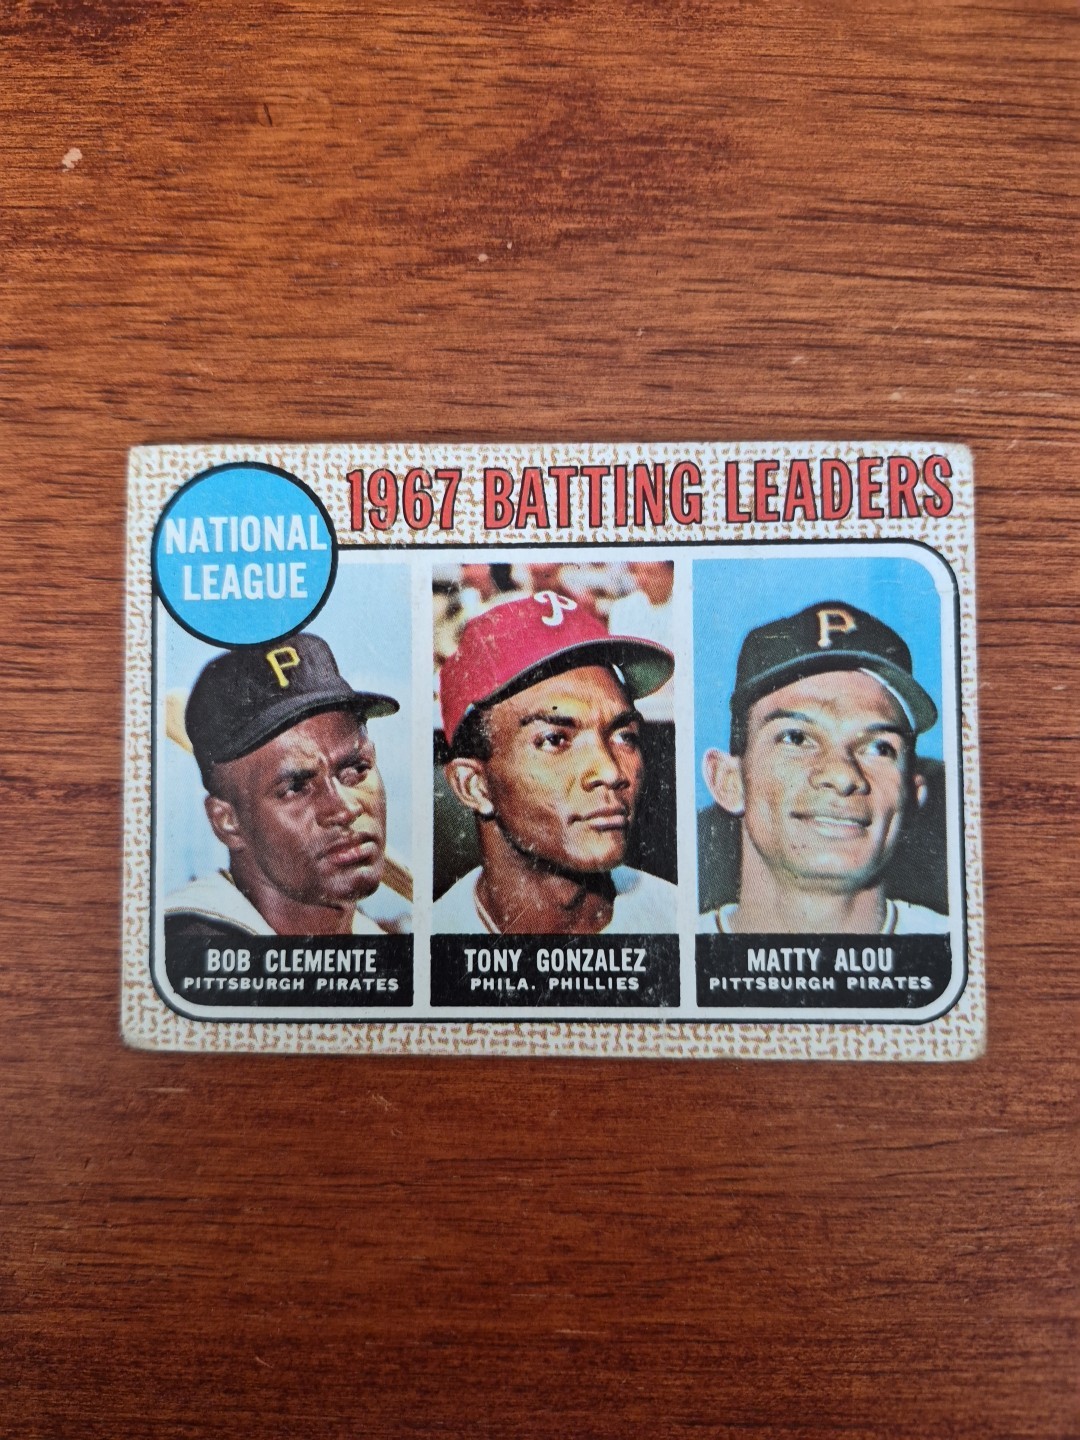 1967 BATTING LEADERS
NATIONAL
LEAGUE
P
P
P
BOB CLEMENTE
PITTSBURGH PIRATES
TONY GONZALEZ
PHILA. PHILLIES
MATTY ALOU
PITTSBURGH PIRATES